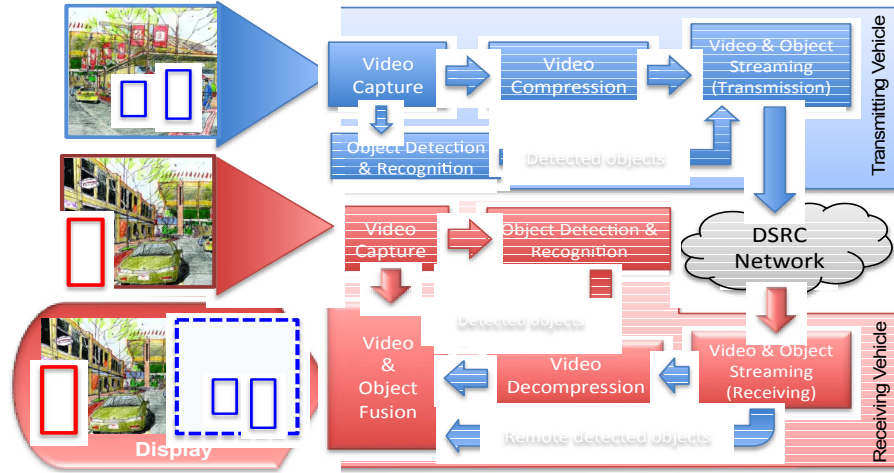 Video
Capture
Video
Compression
Video & Object
Streaming
(Transmission)
Object Detection
& Recognition
Detected objects
Transmitting Vehicle
Video
Capture
Object Detection &
Recognition
DSRC
Network
Detected objects
Video
&
Object
Fusion
Video
Decompression
Video & Object
Streaming
(Receiving)
Remote detected objects
Receiving Vehicle
Display